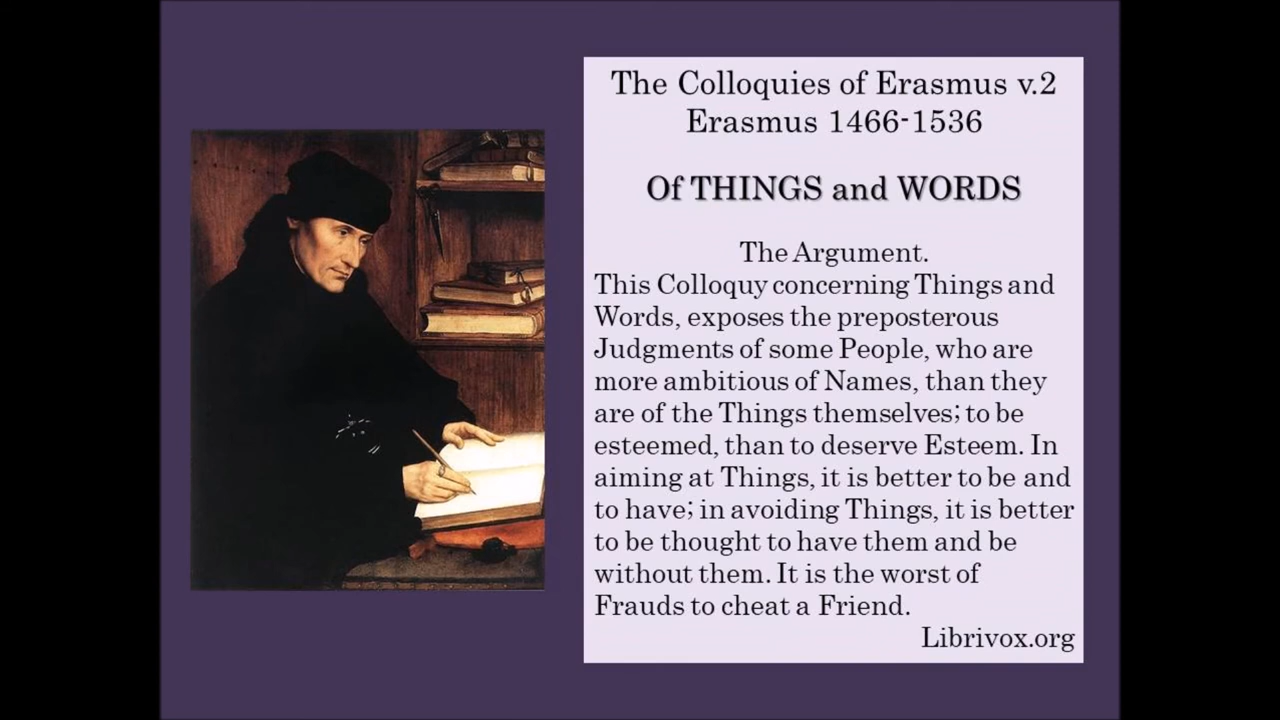 The Colloquies of Erasmus v.2
Erasmus 1466-1536
Of THINGS and WORDS
The Argument.
This Colloquy concerning Things and
Words, exposes the preposterous
Judgments of some People, who are
more ambitious of Names, than they
are of the Things themselves; to be
esteemed, than to deserve Esteem. In
aiming at Things, it is better to be and
to have; in avoiding Things, it is better
to be thought to have them and be
without them. It is the worst of
Frauds to cheat a Friend.
Librivox.org